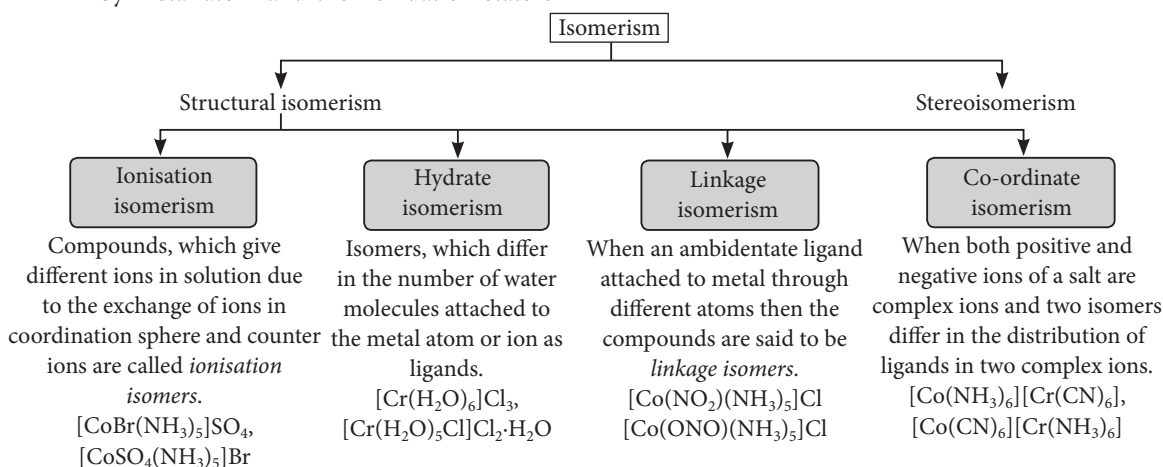 Isomerism
Structural isomerism
Stereoisomerism
Ionisation
isomerism
Compounds, which give
different ions in solution due
to the exchange of ions in
coordination sphere and counter
ions are called ionisation
isomers.
[CoBr(NH₃)₅]SO₄,
[CoSO₄(NH₃)₅]Br
Hydrate
isomerism
Isomers, which differ
in the number of water
molecules attached to
the metal atom or ion as
ligands.
[Cr(H₂O)₆]Cl₃,
[Cr(H₂O)₅Cl]Cl₂·H₂O
Linkage
isomerism
When an ambidentate ligand
attached to metal through
different atoms then the
compounds are said to be
linkage isomers.
[Co(NO₂)(NH₃)₅]Cl
[Co(ONO)(NH₃)₅]Cl
Co-ordinate
isomerism
When both positive and
negative ions of a salt are
complex ions and two isomers
differ in the distribution of
ligands in two complex ions.
[Co(NH₃)₆][Cr(CN)₆],
[Co(CN)₆][Cr(NH₃)₆]